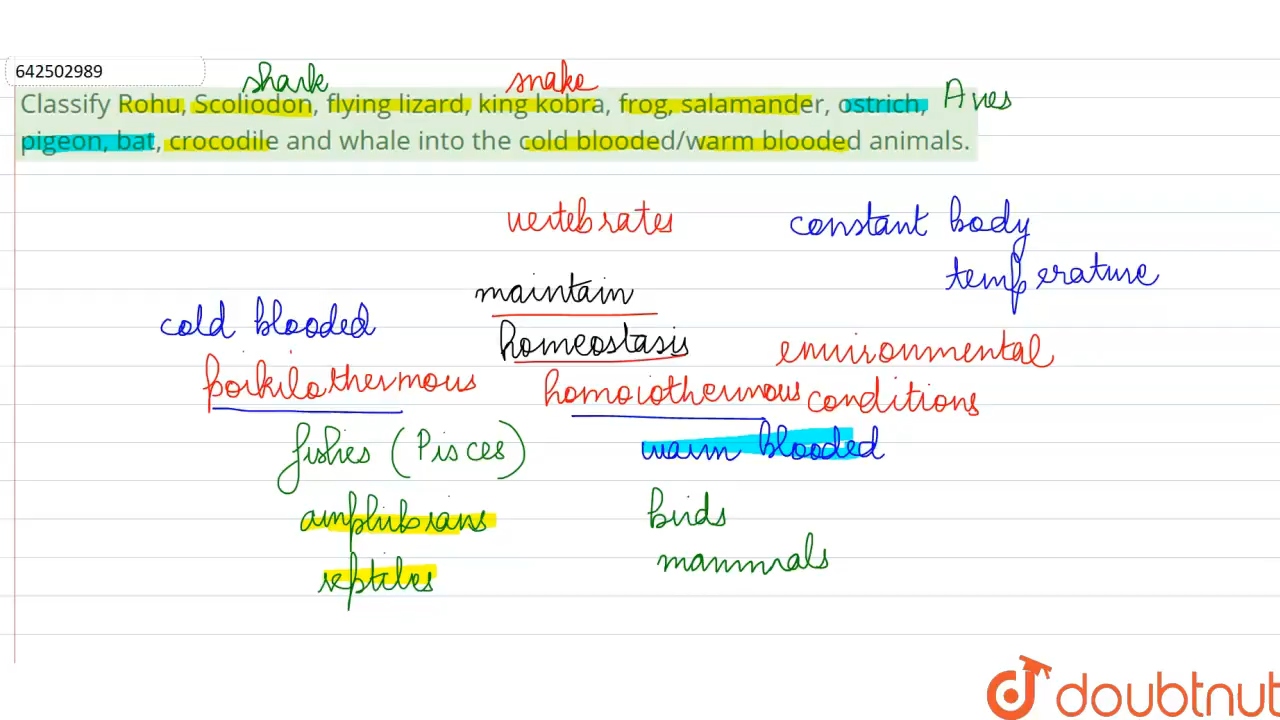 642502989
shark
snake
Classify Rohu, Scoliodon, flying lizard, king kobra, frog, salamander, ostrich, Aves
pigeon, bat, crocodile and whale into the cold blooded/warm blooded animals.
vertebrates
constant body
temperature
maintain
cold blooded
homeostasis
environmental
poikilothermous
homoiothermous
conditions
fishies (Pisces)
warm blooded
amphibians
birds
reptiles
mammals
doubtnut